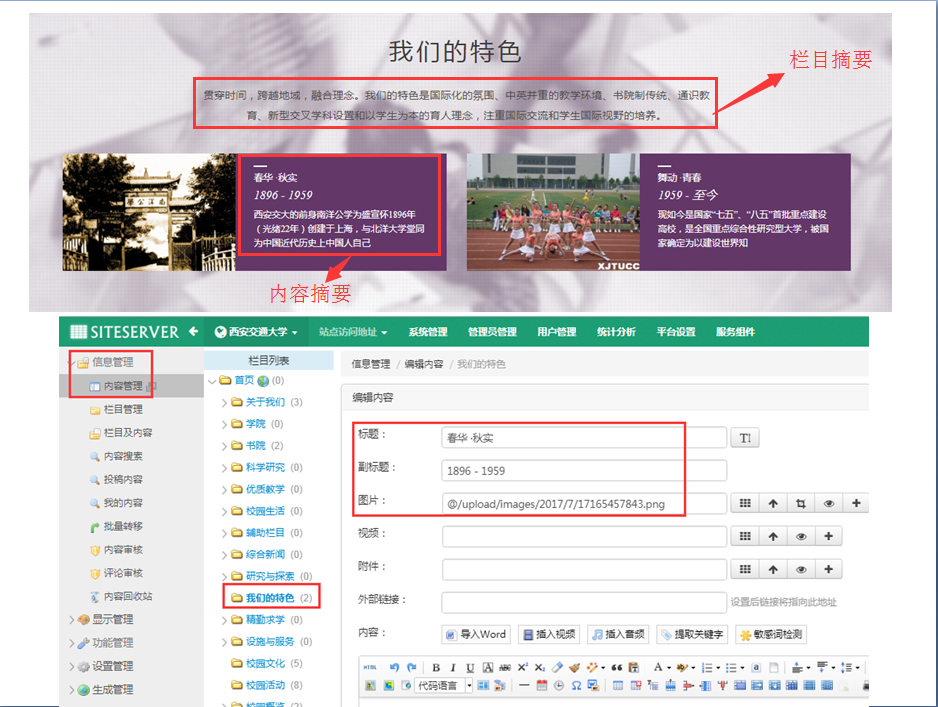 我们的特色
栏目摘要
贯穿时间，跨越地域，融合理念。我们的特色是国际化的氛围、中英并重的教学环境、书院制传统、通识教
育、新型交叉学科设置和以学生为本的育人理念，注重国际交流和学生国际视野的培养。
春华 ·秋实
1896 - 1959
西安交大的前身南洋公学为盛宣怀1896年
（光绪22年）创建于上海，与北洋大学堂同
为中国近代历史上中国人自己
舞动 ·青春
1959 - 至今
现如今是国家“七五”、“八五”首批重点建设
高校，是全国重点综合性研究型大学，被国
家确定为以建设世界知
XJTUCC
内容摘要
SITESERVER
西安交通大学
站点访问地址
系统管理
管理员管理
用户管理
统计分析
平台设置
服务组件
信息管理
内容管理
栏目管理
栏目及内容
内容搜索
投稿内容
我的内容
批量转移
内容审核
评论审核
内容回收站
显示管理
功能管理
设置管理
生成管理
栏目列表
首页 (0)
关于我们 (3)
学院 (0)
书院 (2)
科学研究 (0)
优质教学 (0)
校园生活 (0)
辅助栏目 (0)
综合新闻 (0)
研究与探索 (0)
我们的特色 (2)
精勤求学 (0)
设施与服务 (0)
校园文化 (5)
校园活动 (8)
信息管理 / 编辑内容 / 我们的特色
编辑内容
标题： 春华 ·秋实
副标题： 1896 - 1959
图片： @/upload/images/2017/7/17165457843.png
视频：
附件：
外部链接： 设置后链接将指向此地址
内容： 导入Word 插入视频 插入音频 提取关键字 敏感词检测
HTML
代码语言